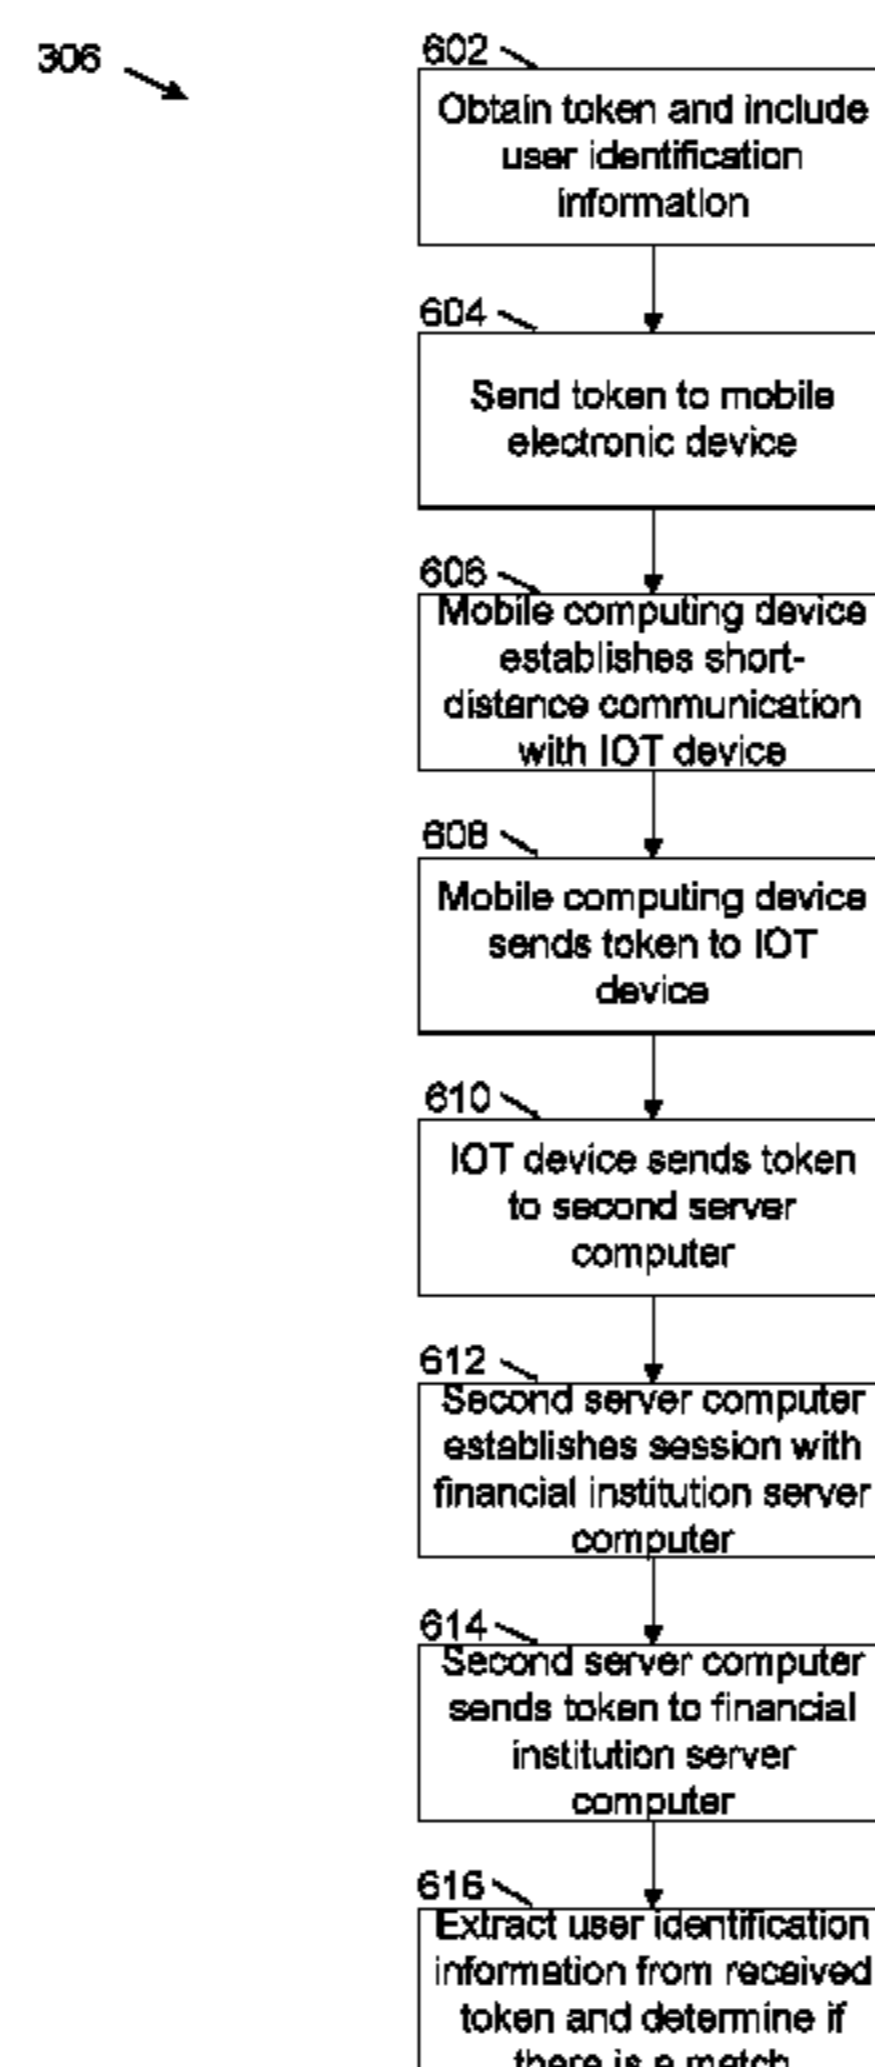 306
602
Obtain token and include
user identification
information
604
Send token to mobile
electronic device
606
Mobile computing device
establishes short-
distance communication
with IOT device
608
Mobile computing device
sends token to IOT
device
610
IOT device sends token
to second server
computer
612
Second server computer
establishes session with
financial institution server
computer
614
Second server computer
sends token to financial
institution server
computer
616
Extract user identification
information from received
token and determine if
there is a match